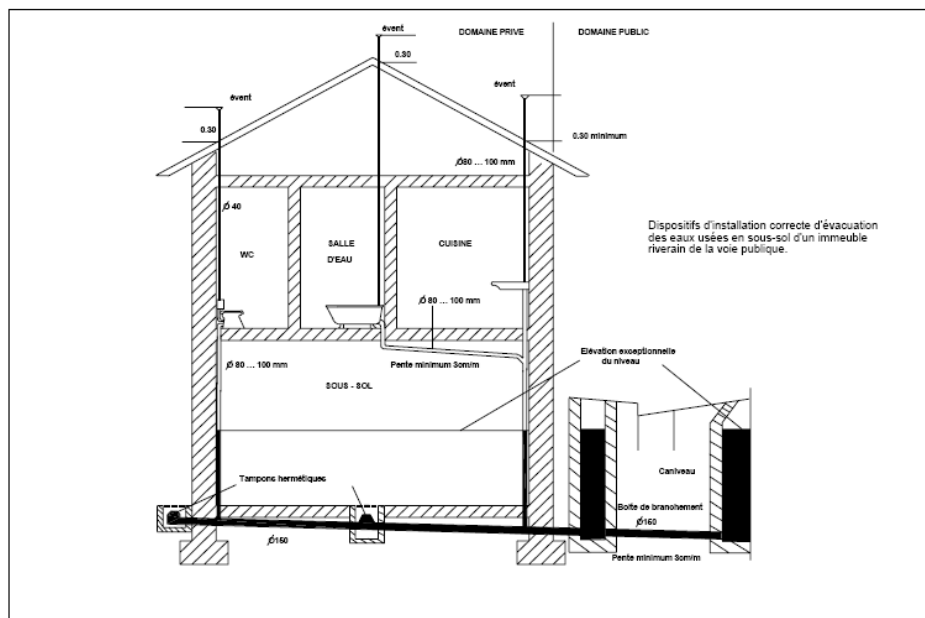 évent
DOMAINE PRIVE
DOMAINE PUBLIC
0.30
évent
évent
0.30
0.30 minimum
Ø80 ... 100 mm
Ø 40
Dispositifs d'installation correcte d'évacuation
des eaux usées en sous-sol d'un immeuble
riverain de la voie publique.
SALLE
D'EAU
CUISINE
WC
Ø 80 ... 100 mm
Elévation exceptionnelle
du niveau
Ø 80 ... 100 mm
Pente minimum 3cm/m
SOUS - SOL
Caniveau
Tampons hermétiques
Boîte de branchement
Ø160
Ø150
Pente minimum 3cm/m